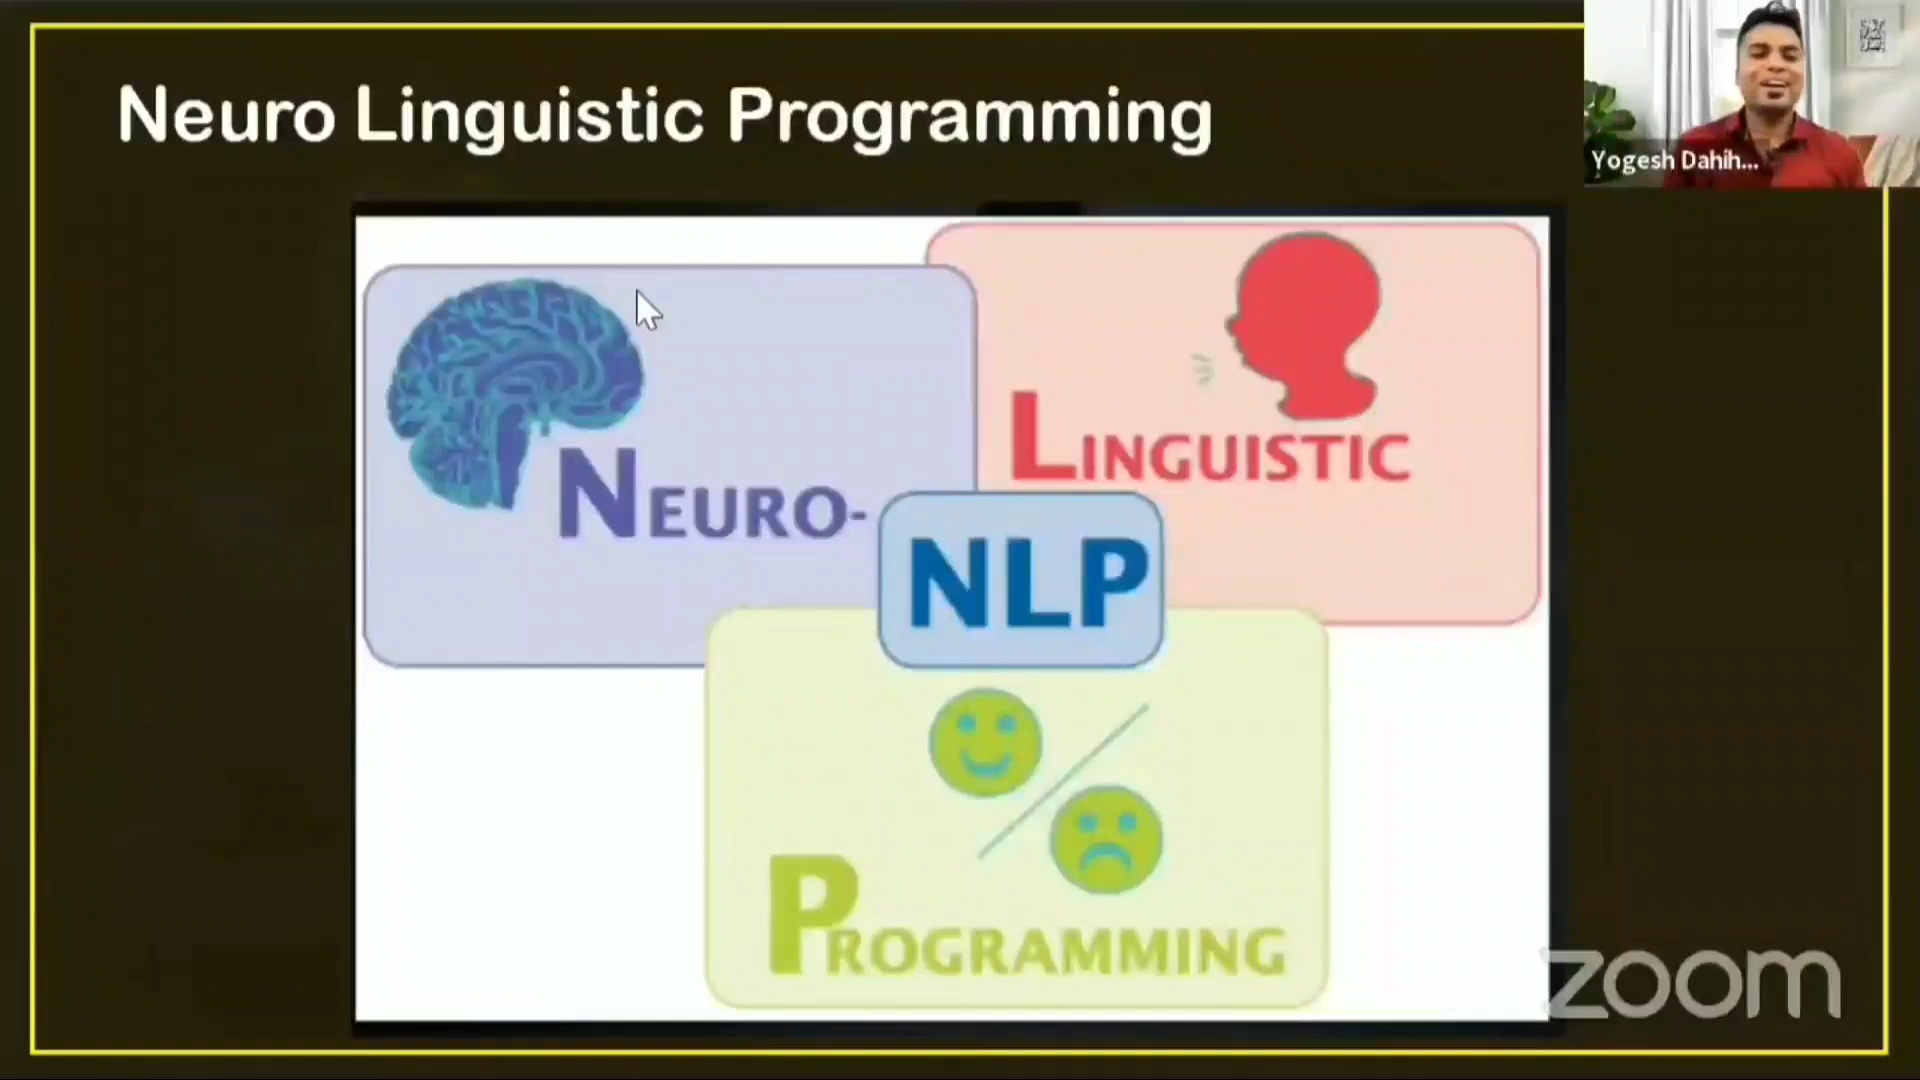 Neuro Linguistic Programming
Yogesh Dahih...
LINGUISTIC
NEURO-
NLP
PROGRAMMING
zoom